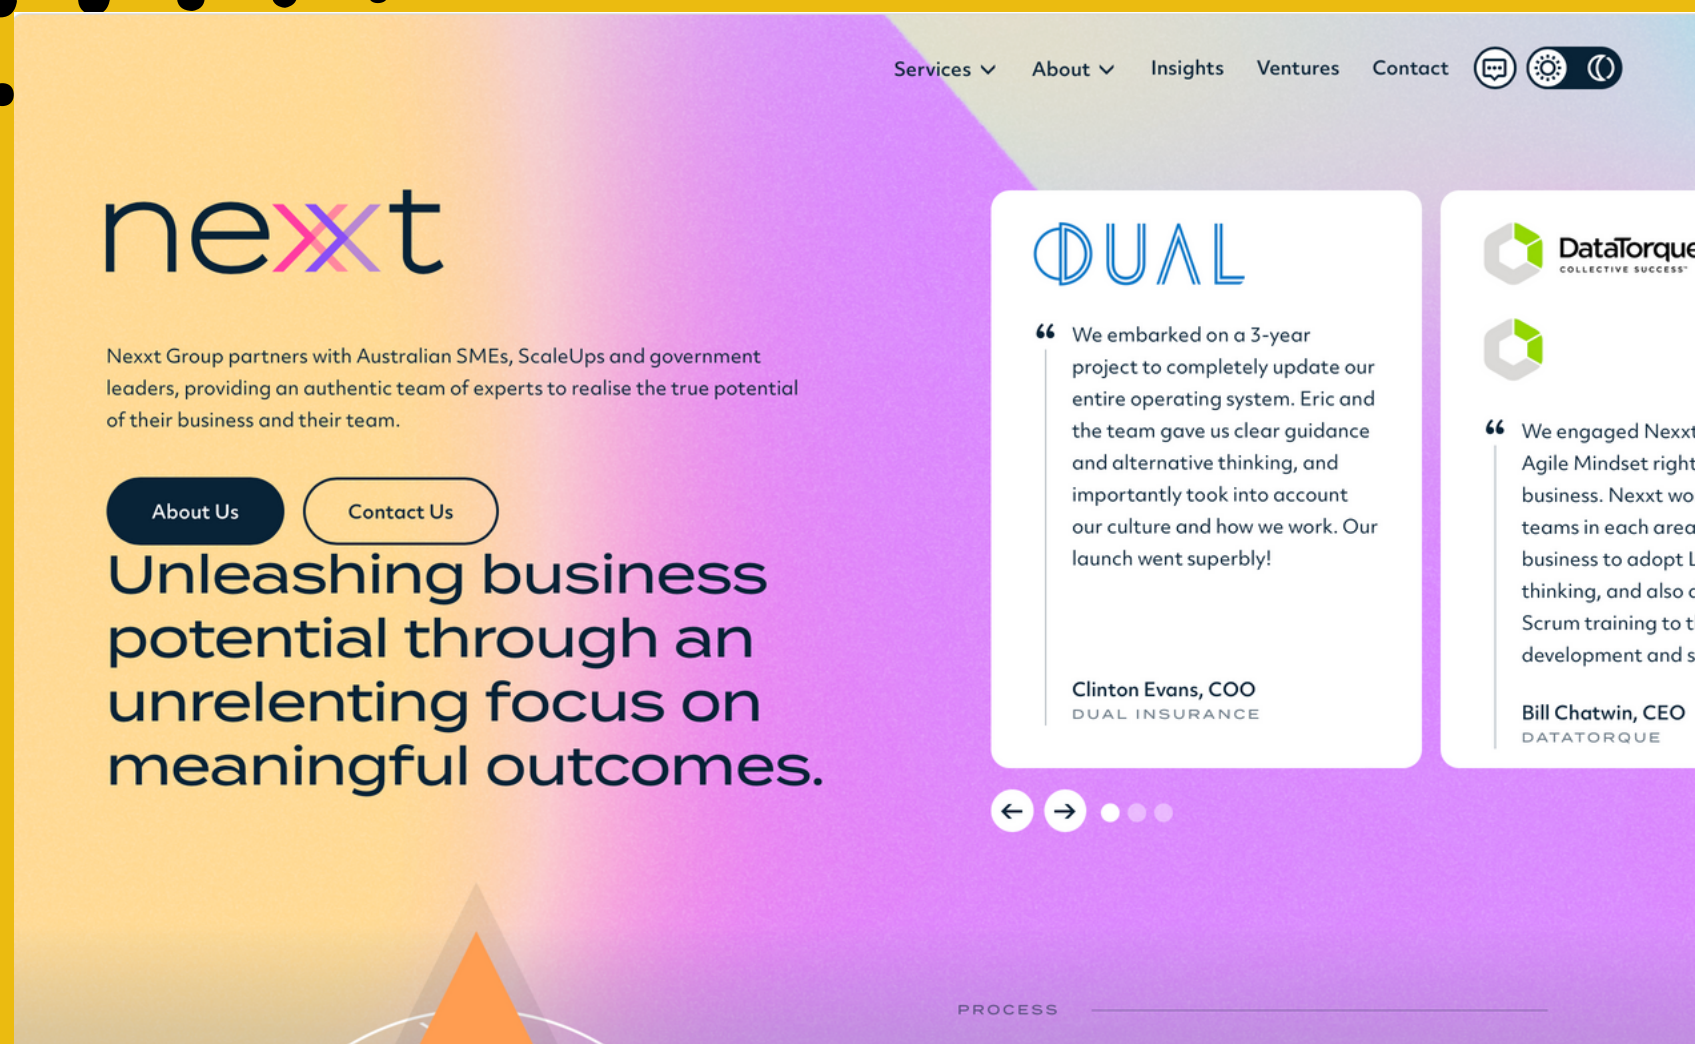 Services
About
Insights
Ventures
Contact
nexxt
Nexxt Group partners with Australian SMEs, ScaleUps and government
leaders, providing an authentic team of experts to realise the true potential
of their business and their team.
About Us
Contact Us
Unleashing business
potential through an
unrelenting focus on
meaningful outcomes.
DUAL
“ We embarked on a 3-year
project to completely update our
entire operating system. Eric and
the team gave us clear guidance
and alternative thinking, and
importantly took into account
our culture and how we work. Our
launch went superbly!
Clinton Evans, COO
DUAL INSURANCE
DataTorque
COLLECTIVE SUCCESS™
“ We engaged Nexxt
Agile Mindset right
business. Nexxt wo
teams in each area
business to adopt L
thinking, and also
Scrum training to t
development and s
Bill Chatwin, CEO
DATATORQUE
PROCESS